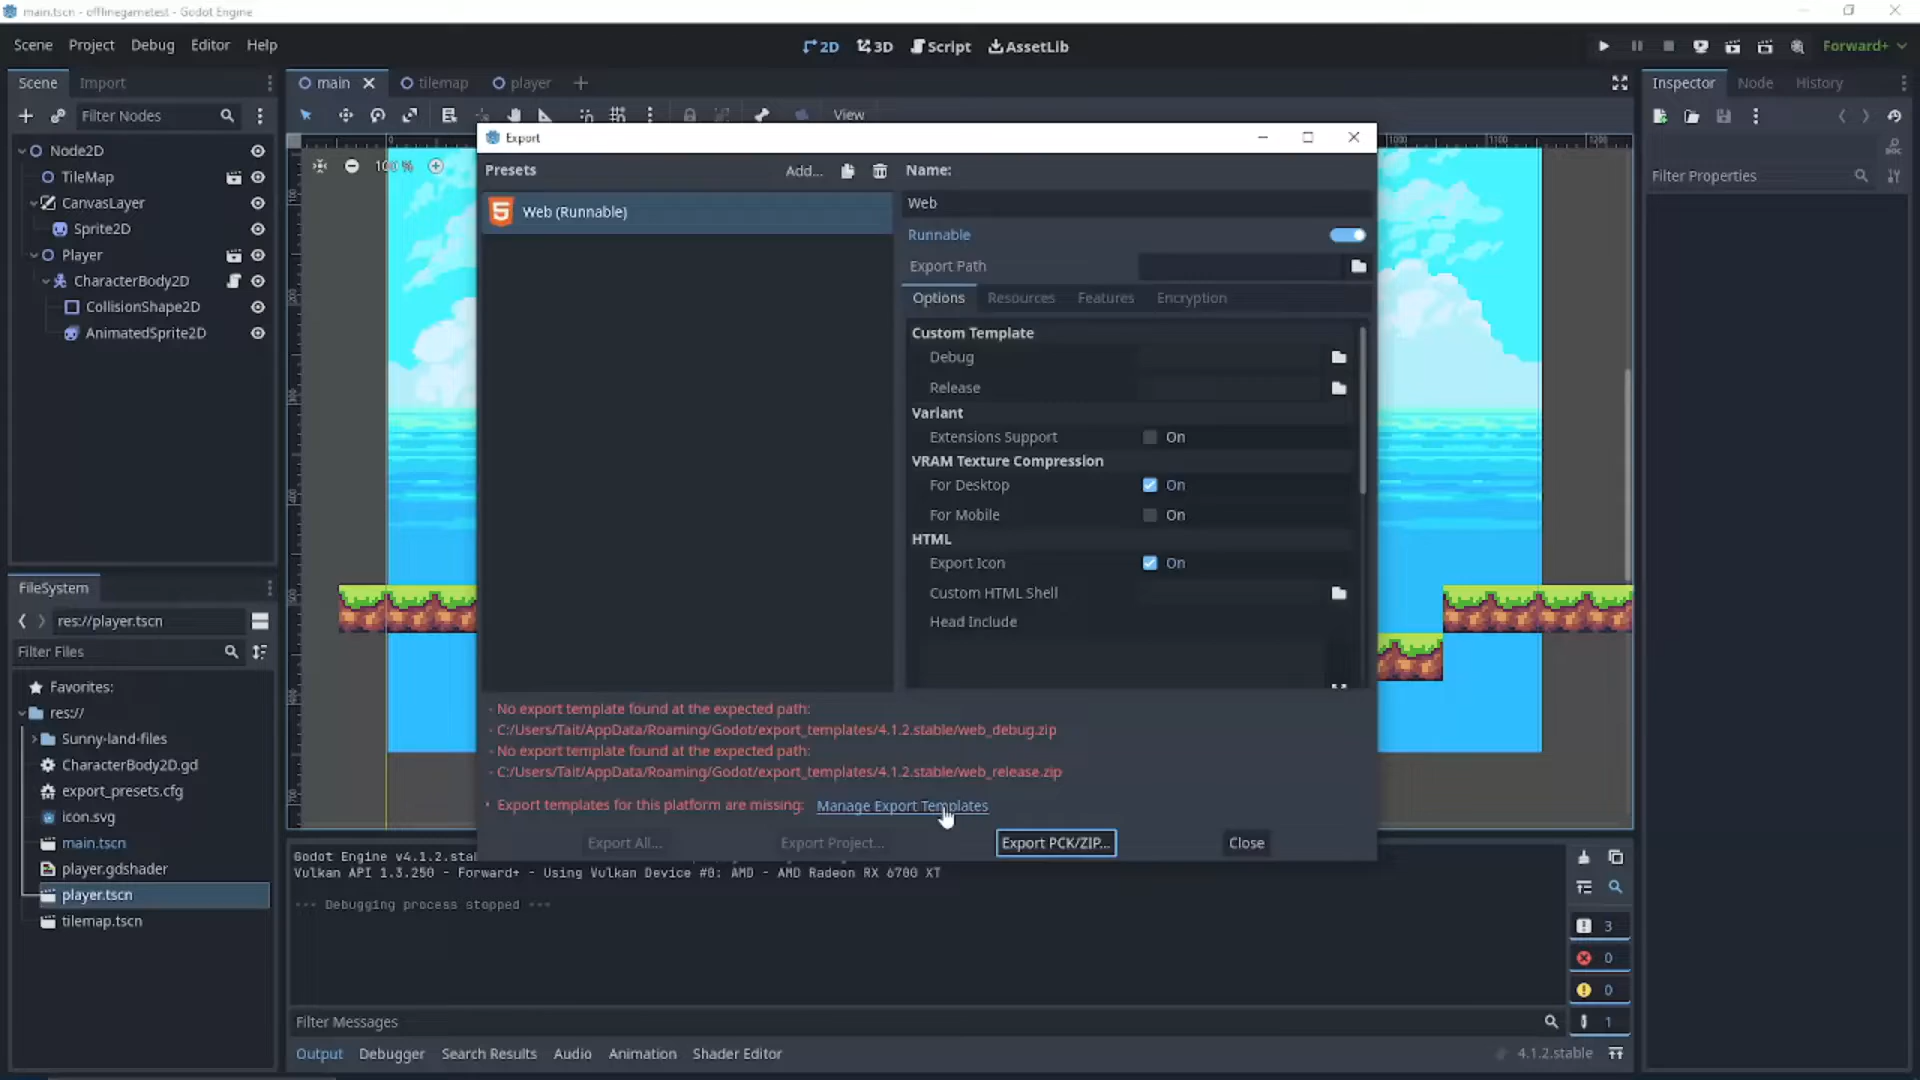 main.tscn - offlinegametest - Godot Engine
Scene Project Debug Editor Help
2D 3D Script AssetLib
Forward+
Scene Import
main tilemap player
Inspector Node History
Filter Nodes
View
Node2D
TileMap
CanvasLayer
Sprite2D
Player
CharacterBody2D
CollisionShape2D
AnimatedSprite2D
Filter Properties
Export
Presets Add... Name:
Web (Runnable)
Web
Runnable
Export Path
Options Resources Features Encryption
Custom Template
Debug
Release
Variant
Extensions Support On
VRAM Texture Compression
For Desktop On
For Mobile On
HTML
Export Icon On
Custom HTML Shell
Head Include
- No export template found at the expected path:
- C:/Users/Tait/AppData/Roaming/Godot/export_templates/4.1.2.stable/web_debug.zip
- No export template found at the expected path:
- C:/Users/Tait/AppData/Roaming/Godot/export_templates/4.1.2.stable/web_release.zip
Export templates for this platform are missing: Manage Export Templates
Export All... Export Project... Export PCK/ZIP... Close
FileSystem
res://player.tscn
Filter Files
Favorites:
res://
Sunny-land-files
CharacterBody2D.gd
export_presets.cfg
icon.svg
main.tscn
player.gdshader
player.tscn
tilemap.tscn
Godot Engine v4.1.2.stal
Vulkan API 1.3.250 - Forward+ - Using Vulkan Device #0: AMD - AMD Radeon RX 6700 XT
--- Debugging process stopped ---
3
0
0
1
Filter Messages
Output Debugger Search Results Audio Animation Shader Editor
4.1.2.stable